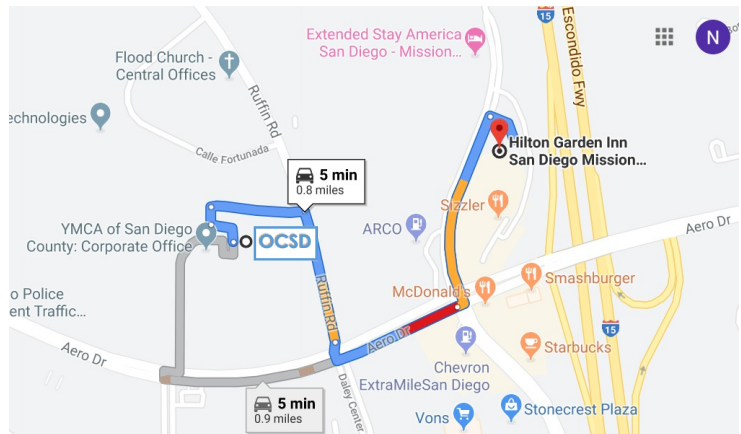 Extended Stay America
San Diego - Mission...
15
Escondido Fwy
N
Flood Church -
Central Offices
Ruffin Rd
echnologies
Calle Fortunada
5 min
0.8 miles
Hilton Garden Inn
San Diego Mission...
Sizzler
YMCA of San Diego
County: Corporate Office
OCSD
ARCO
Aero Dr
Ruffin Rd
McDonald's
Smashburger
o Police
ent Traffic...
15
Aero Dr
Aero Dr
Starbucks
Chevron
ExtraMileSan Diego
Daley Center
5 min
0.9 miles
Vons
Stonecrest Plaza